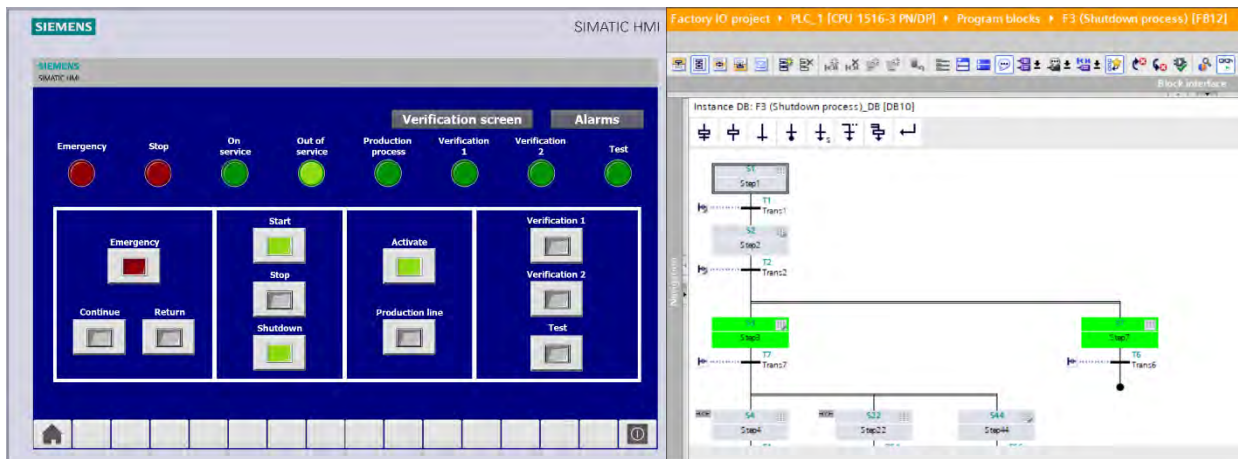 SIEMENS
SIMATIC HMI
SIEMENS
SIMATIC HMI
Verification screen
Alarms
Emergency
Stop
On
service
Out of
service
Production
process
Verification
1
Verification
2
Test
Emergency
Continue
Return
Start
Stop
Shutdown
Activate
Production line
Verification 1
Verification 2
Test
Factory IO project ▸ PLC_1 [CPU 1516-3 PN/DP] ▸ Program blocks ▸ F3 (Shutdown process) [FB12]
Block interface
Instance DB: F3 (Shutdown process)_DB [DB10]
S1
Step1
T1
Trans1
S2
Step2
T2
Trans2
Step3
Step7
T7
Trans7
T6
Trans6
S4
Step4
S22
Step22
S44
Step44